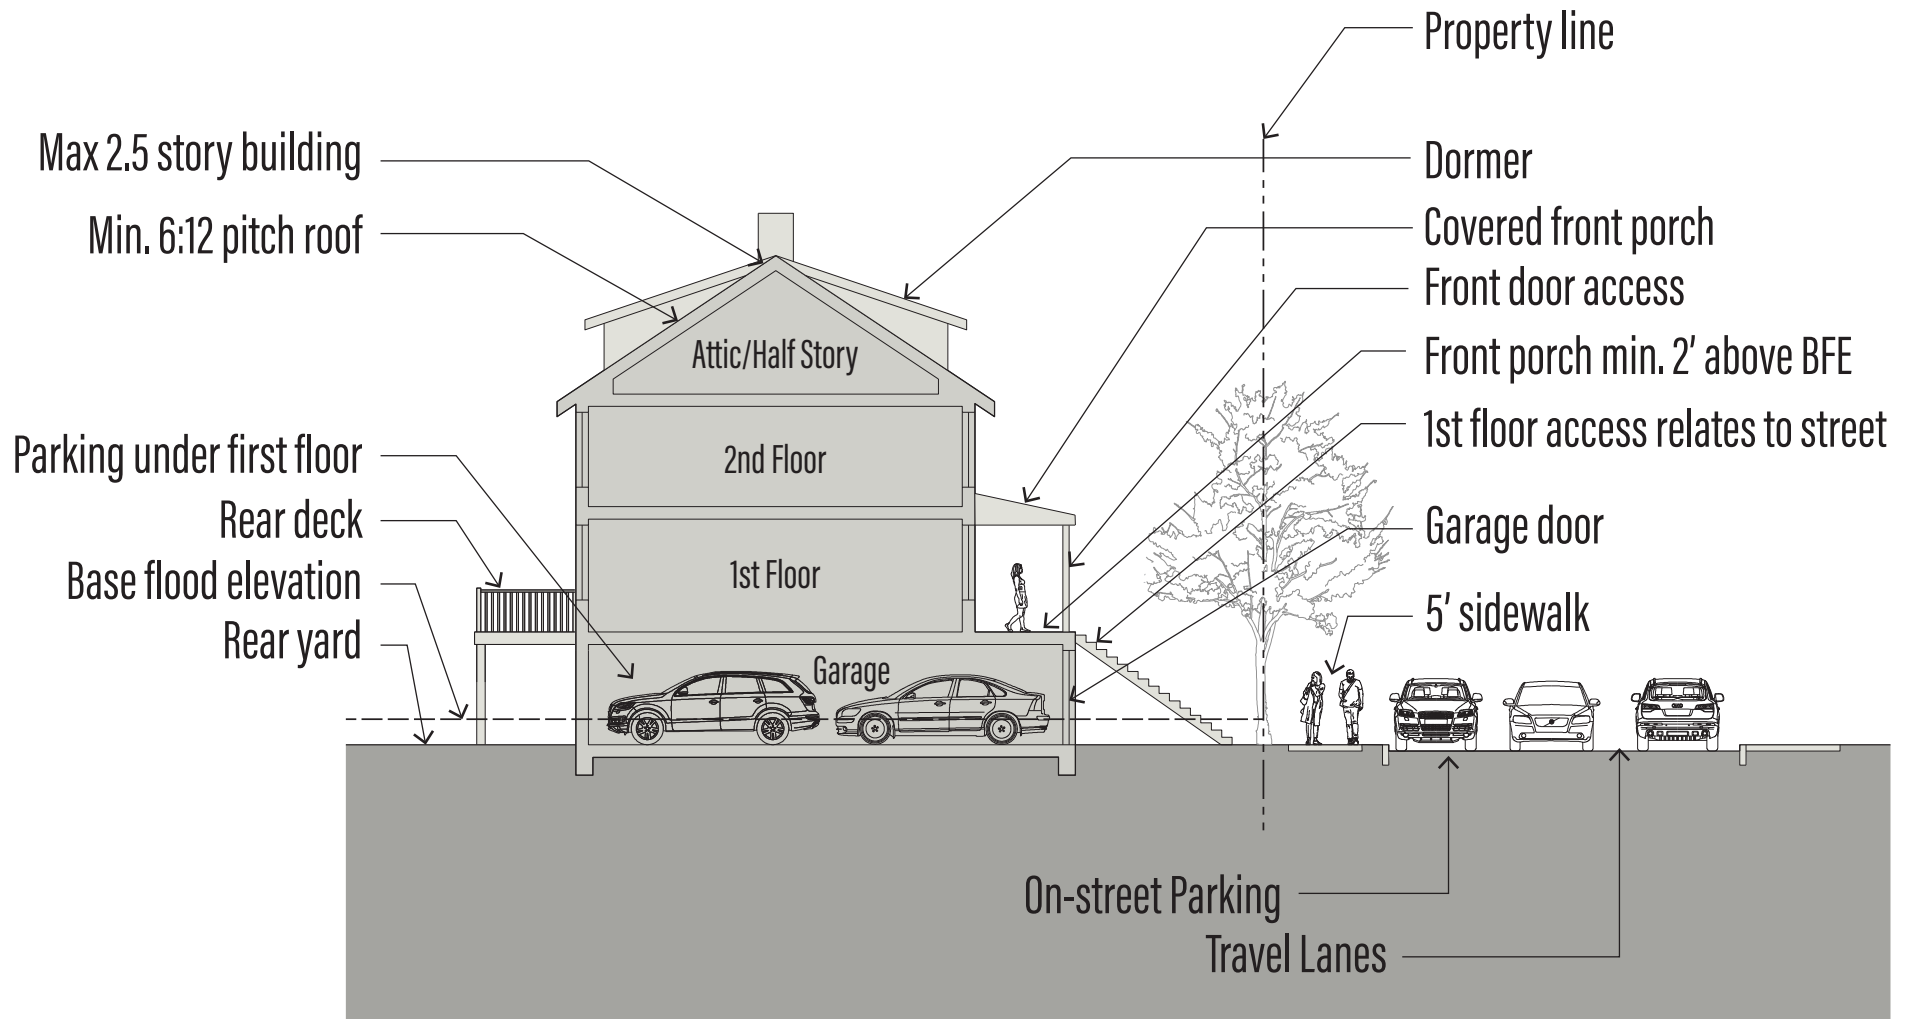 Property line
Max 2.5 story building
Dormer
Min. 6:12 pitch roof
Covered front porch
Front door access
Attic/Half Story
Front porch min. 2’ above BFE
1st floor access relates to street
Parking under first floor
2nd Floor
Rear deck
Garage door
Base flood elevation
1st Floor
5’ sidewalk
Rear yard
Garage
On-street Parking
Travel Lanes